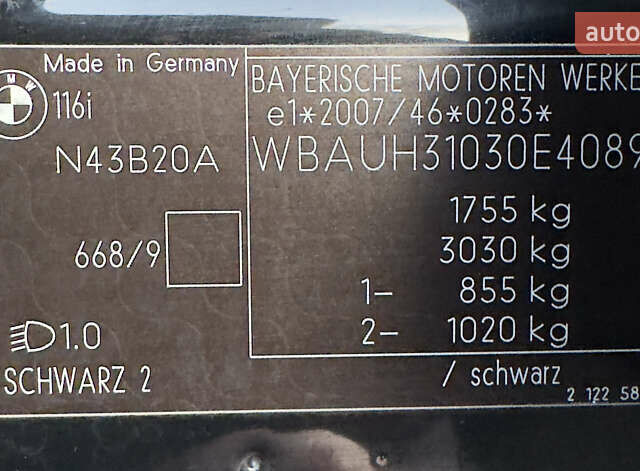 auto
Made in Germany
BMW
116i
N43B20A
668/9
1.0
SCHWARZ 2
BAYERISCHE MOTOREN WERKE
e1*2007/46*0283*
WBAUH31030E4089
1755 kg
3030 kg
1- 855 kg
2- 1020 kg
/ schwarz
2 122 58